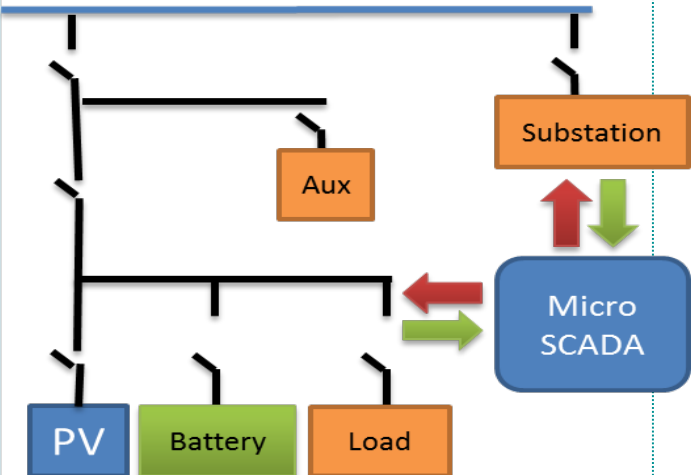 Substation
Aux
Micro
SCADA
PV
Battery
Load